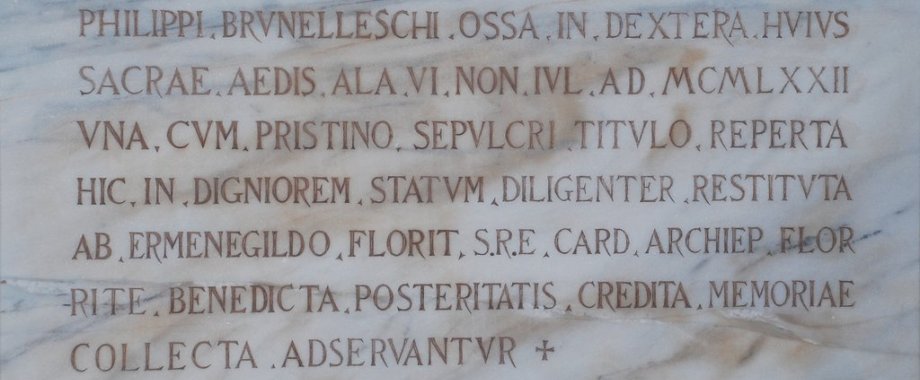 PHILIPPI. BRVNELLESCHI. OSSA. IN. DEXTERA. HVIVS
SACRAE. AEDIS. ALA. VI. NON. IVL. AD. MCMLXXII
VNA. CVM. PRISTINO. SEPVLCRI. TITVLO. REPERTA
HIC. IN. DIGNIOREM. STATVM. DILIGENTER. RESTITVTA
AB. ERMENEGILDO. FLORIT. S.R.E. CARD. ARCHIEP. FLOR
RITE. BENEDICTA. POSTERITATIS. CREDITA. MEMORIAE
COLLECTA. ADSERVANTVR +